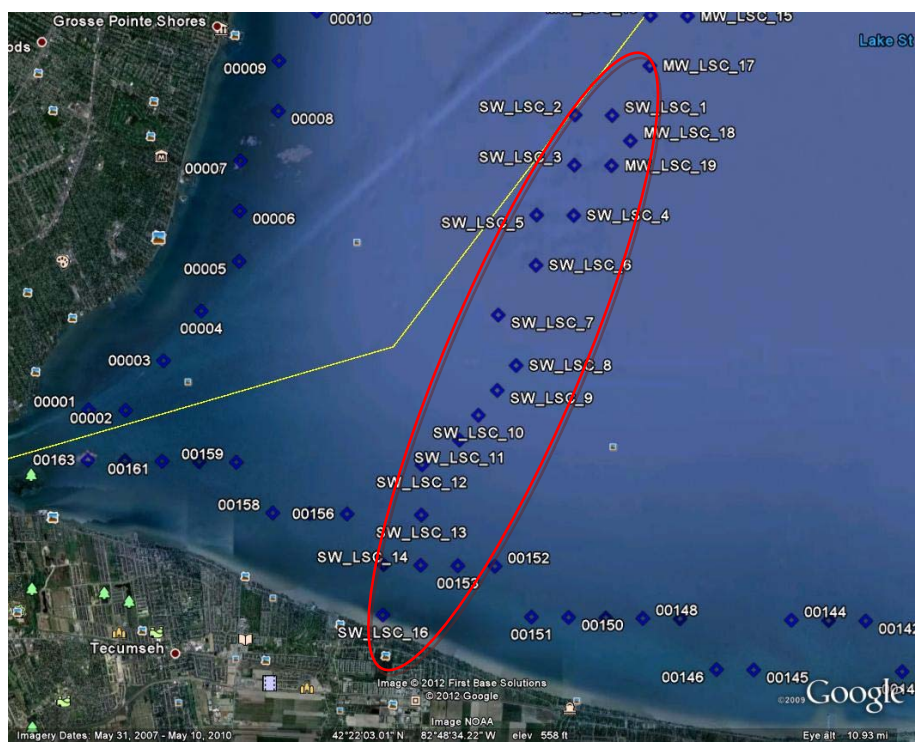 Grosse Pointe Shores
00010
MW_LSC_15
ods
Lake St
00009
MW_LSC_17
SW_LSC_2
SW_LSC_1
00008
MW_LSC_18
00007
SW_LSC_3
MW_LSC_19
00006
SW_LSC_5
SW_LSC_4
00005
SW_LSC_6
00004
SW_LSC_7
00003
SW_LSC_8
00001
SW_LSC_9
00002
SW_LSC_10
00163
00161
00159
SW_LSC_11
SW_LSC_12
00158
00156
SW_LSC_13
SW_LSC_14
00152
00153
00151
00150
00148
00144
00143
SW_LSC_16
Tecumseh
00146
00145
Image © 2012 First Base Solutions
© 2012 Google
©2009 Google
Image NOAA
Imagery Dates: May 31, 2007 - May 10, 2010
42°22'03.01" N 82°48'34.22" W elev 558 ft
Eye alt 10.93 mi